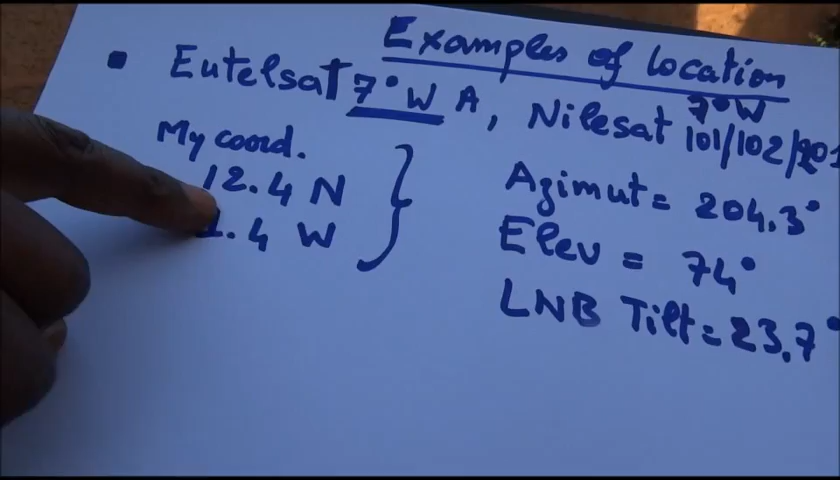 Examples of location
Eutelsat 7°W A, Nilesat 7°W
101/102/201
My coord.
12.4 N
1.4 W
Azimut = 204.3°
Elev = 74°
LNB Tilt = 23.7°